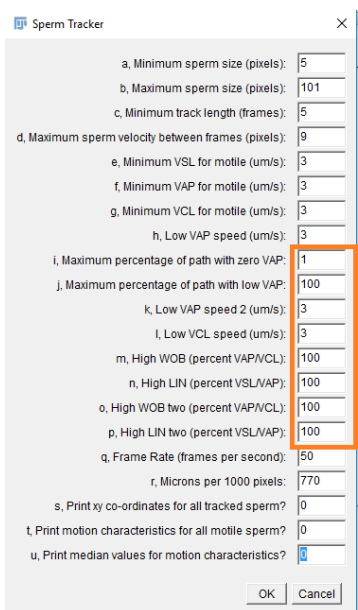 Sperm Tracker
a, Minimum sperm size (pixels): 5
b, Maximum sperm size (pixels): 101
c, Minimum track length (frames): 5
d, Maximum sperm velocity between frames (pixels): 9
e, Minimum VSL for motile (um/s): 3
f, Minimum VAP for motile (um/s): 3
g, Minimum VCL for motile (um/s): 3
h, Low VAP speed (um/s): 3
i, Maximum percentage of path with zero VAP: 1
j, Maximum percentage of path with low VAP: 100
k, Low VAP speed 2 (um/s): 3
l, Low VCL speed (um/s): 3
m, High WOB (percent VAP/VCL): 100
n, High LIN (percent VSL/VAP): 100
o, High WOB two (percent VAP/VCL): 100
p, High LIN two (percent VSL/VAP): 100
q, Frame Rate (frames per second): 50
r, Microns per 1000 pixels: 770
s, Print xy co-ordinates for all tracked sperm? 0
t, Print motion characteristics for all motile sperm? 0
u, Print median values for motion characteristics? 0
OK Cancel